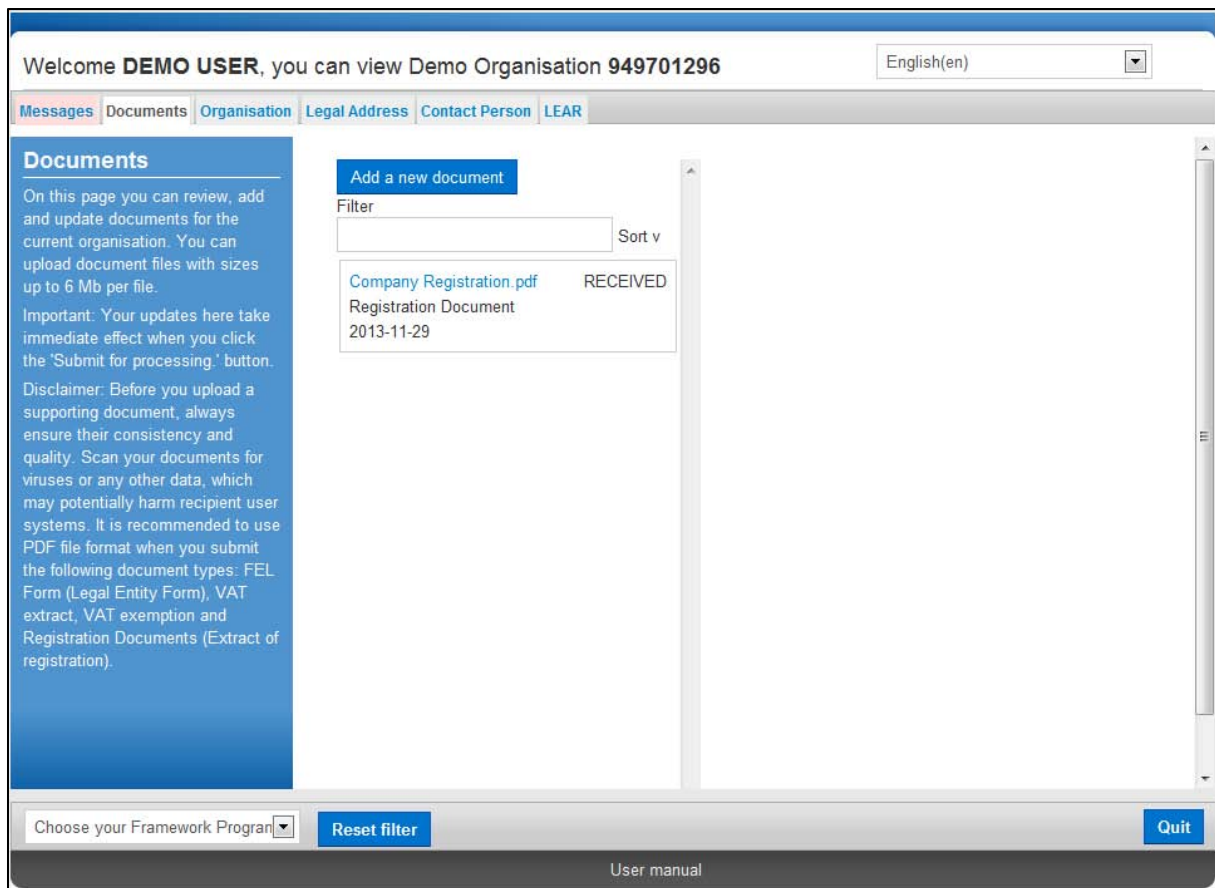 Welcome DEMO USER, you can view Demo Organisation 949701296
English(en)
Messages Documents Organisation Legal Address Contact Person LEAR
Documents
On this page you can review, add
and update documents for the
current organisation. You can
upload document files with sizes
up to 6 Mb per file.
Important: Your updates here take
immediate effect when you click
the 'Submit for processing.' button.
Disclaimer: Before you upload a
supporting document, always
ensure their consistency and
quality. Scan your documents for
viruses or any other data, which
may potentially harm recipient user
systems. It is recommended to use
PDF file format when you submit
the following document types: FEL
Form (Legal Entity Form), VAT
extract, VAT exemption and
Registration Documents (Extract of
registration).
Add a new document
Filter
Sort v
Company Registration.pdf RECEIVED
Registration Document
2013-11-29
Choose your Framework Progran
Reset filter
Quit
User manual